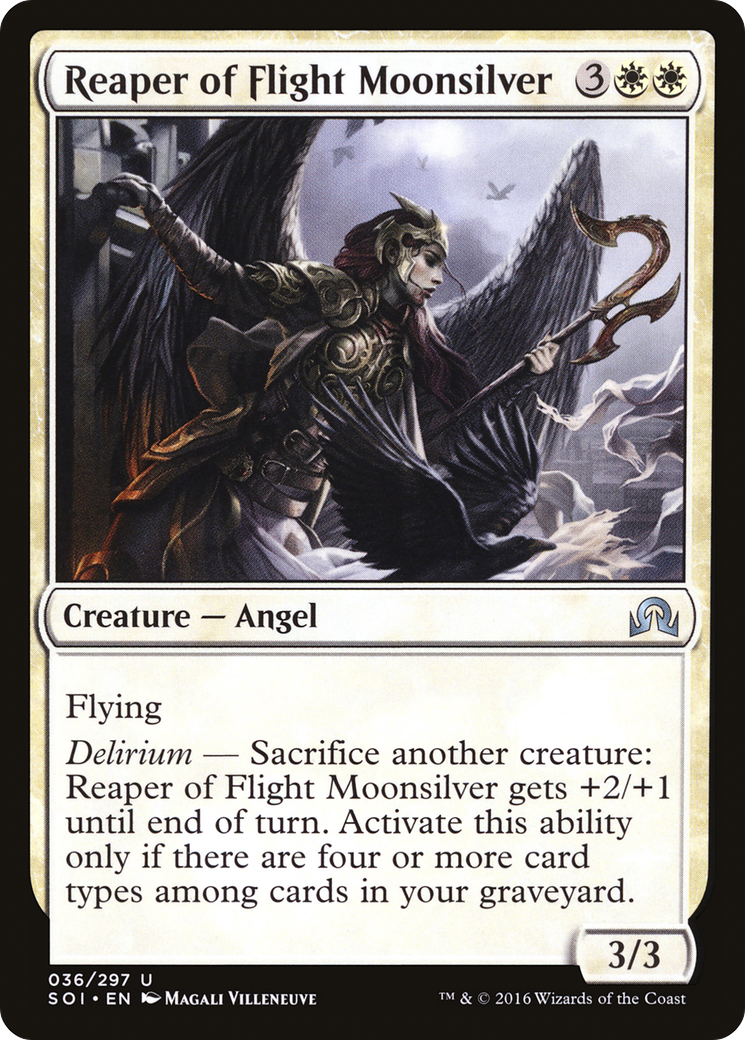 Reaper of Flight Moonsilver 3
Creature — Angel
Flying
Delirium — Sacrifice another creature:
Reaper of Flight Moonsilver gets +2/+1
until end of turn. Activate this ability
only if there are four or more card
types among cards in your graveyard.
3/3
036/297 U
SOI • EN Magali Villeneuve
™ & © 2016 Wizards of the Coast